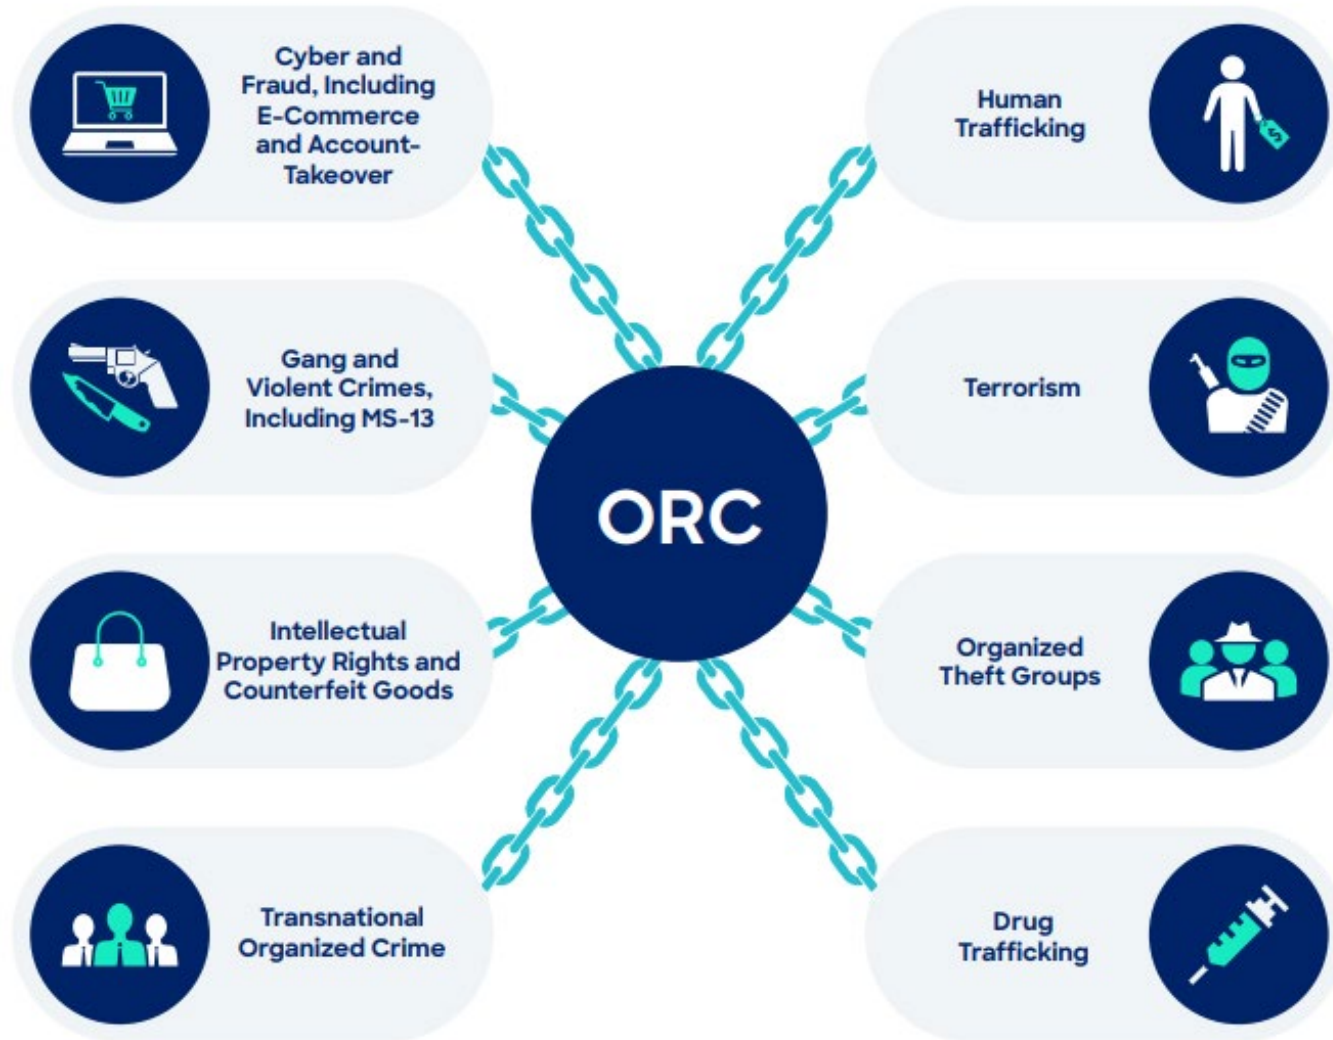 Cyber and
Fraud, Including
E-Commerce
and Account-
Takeover
Human
Trafficking
Gang and
Violent Crimes,
Including MS-13
Terrorism
ORC
Intellectual
Property Rights and
Counterfeit Goods
Organized
Theft Groups
Transnational
Organized Crime
Drug
Trafficking
$